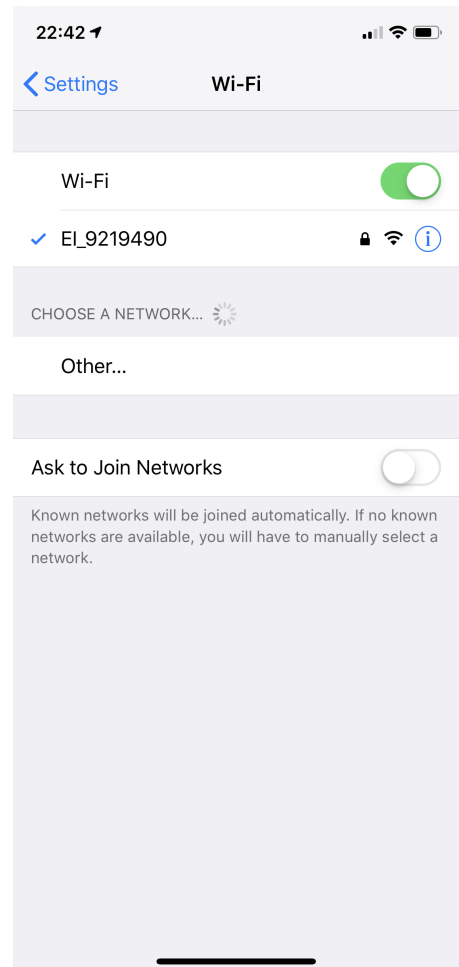 22:42
Settings
Wi-Fi
Wi-Fi
EI_9219490
CHOOSE A NETWORK...
Other...
Ask to Join Networks
Known networks will be joined automatically. If no known
networks are available, you will have to manually select a
network.